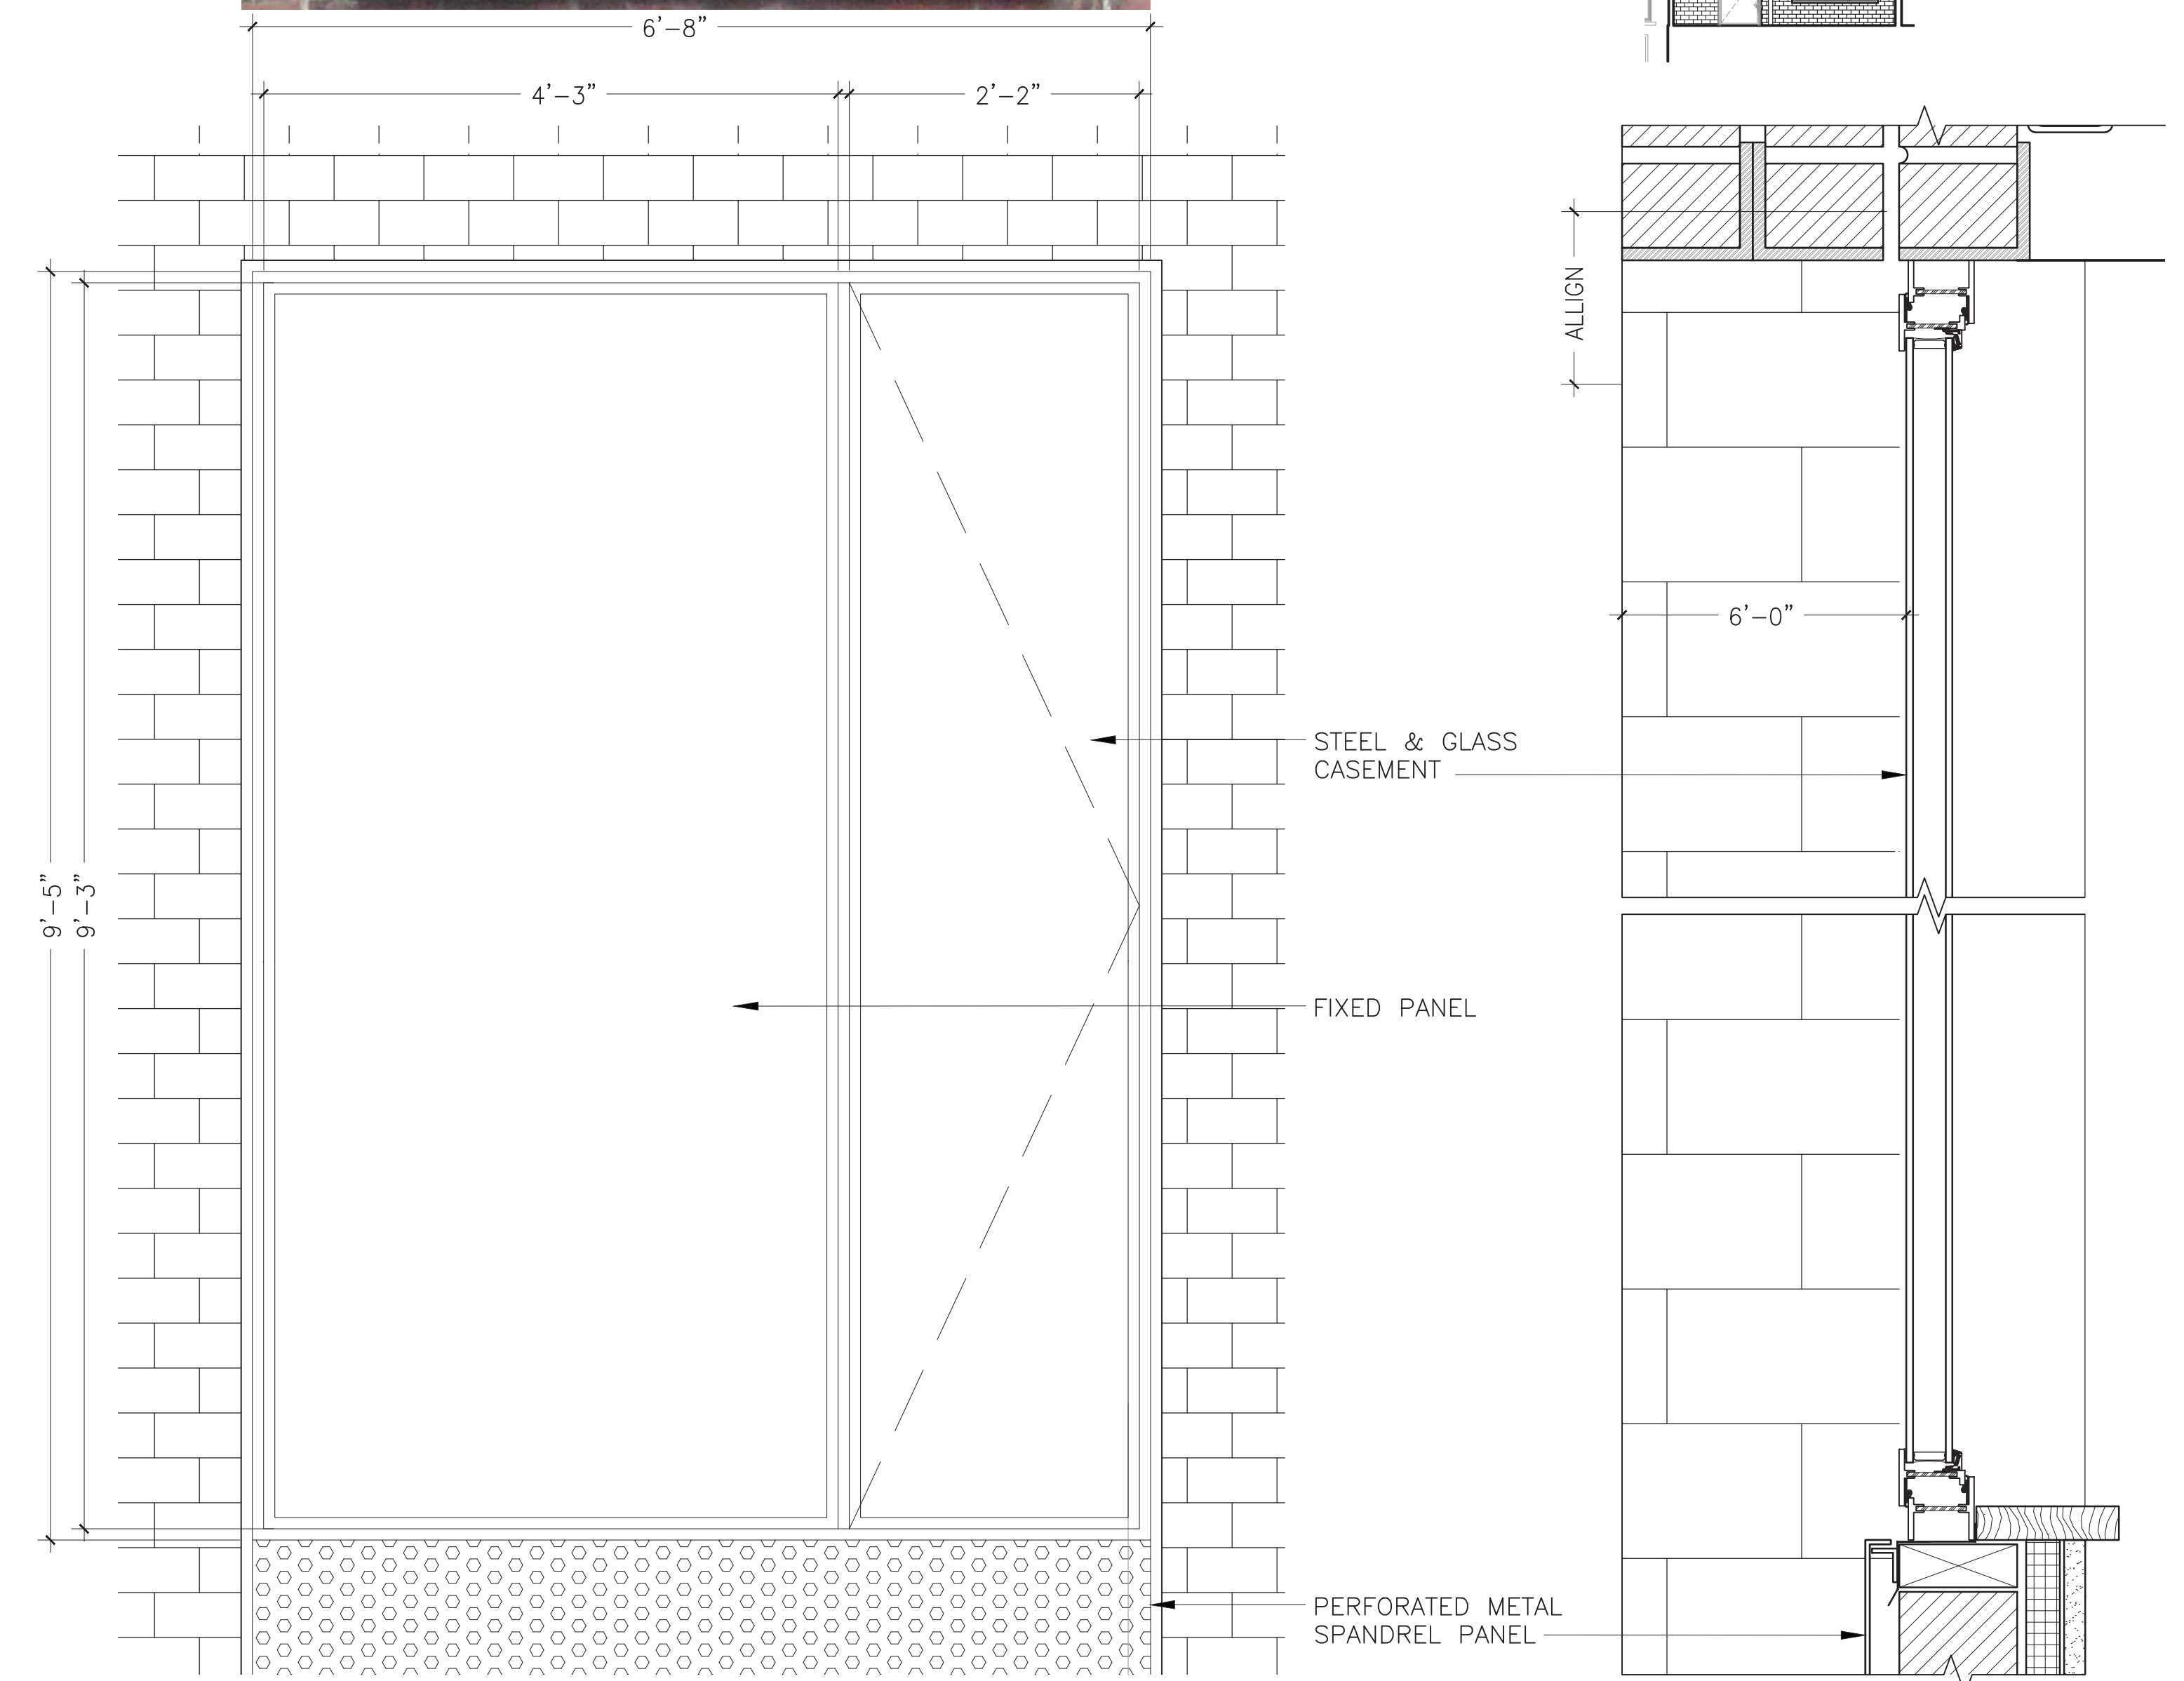 6'-8"
4'-3"
2'-2"
ALLIGN
6'-0"
STEEL & GLASS
CASEMENT
9'-5"
9'-3"
FIXED PANEL
PERFORATED METAL
SPANDREL PANEL